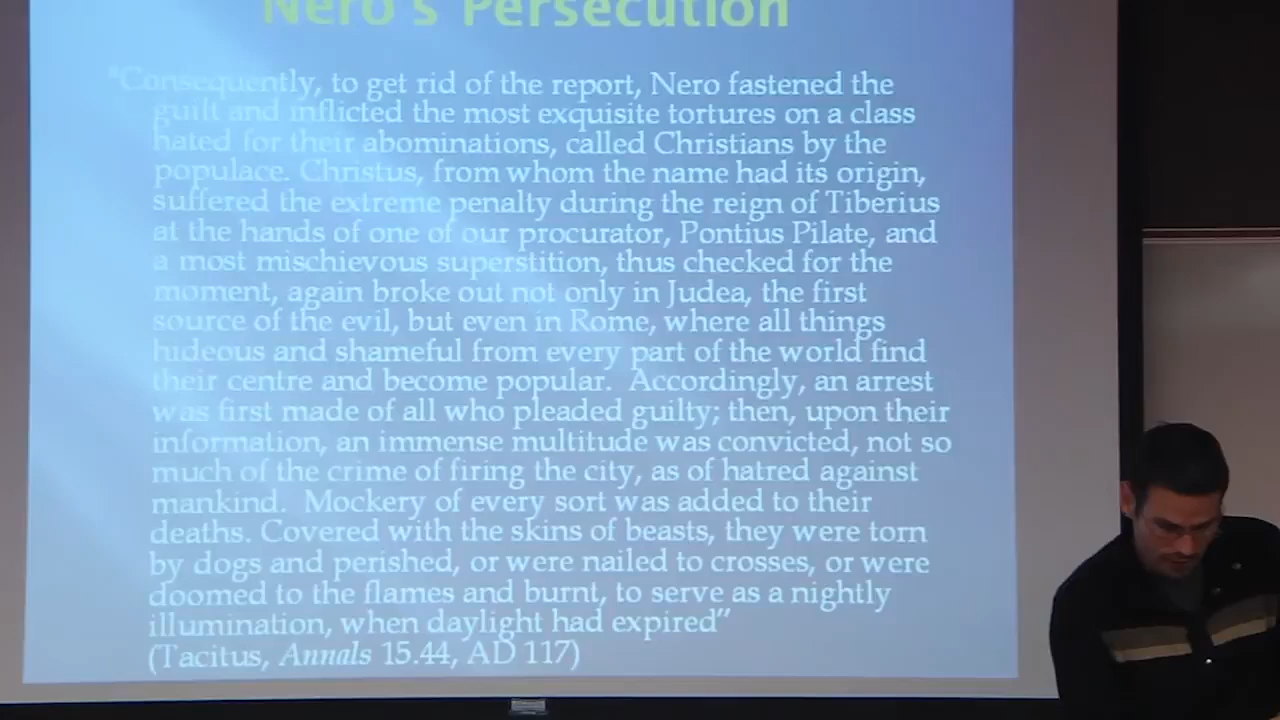 Nero's Persecution
"Consequently, to get rid of the report, Nero fastened the
guilt and inflicted the most exquisite tortures on a class
hated for their abominations, called Christians by the
populace. Christus, from whom the name had its origin,
suffered the extreme penalty during the reign of Tiberius
at the hands of one of our procurator, Pontius Pilate, and
a most mischievous superstition, thus checked for the
moment, again broke out not only in Judea, the first
source of the evil, but even in Rome, where all things
hideous and shameful from every part of the world find
their centre and become popular.  Accordingly, an arrest
was first made of all who pleaded guilty; then, upon their
information, an immense multitude was convicted, not so
much of the crime of firing the city, as of hatred against
mankind.  Mockery of every sort was added to their
deaths. Covered with the skins of beasts, they were torn
by dogs and perished, or were nailed to crosses, or were
doomed to the flames and burnt, to serve as a nightly
illumination, when daylight had expired"
(Tacitus, Annals 15.44, AD 117)